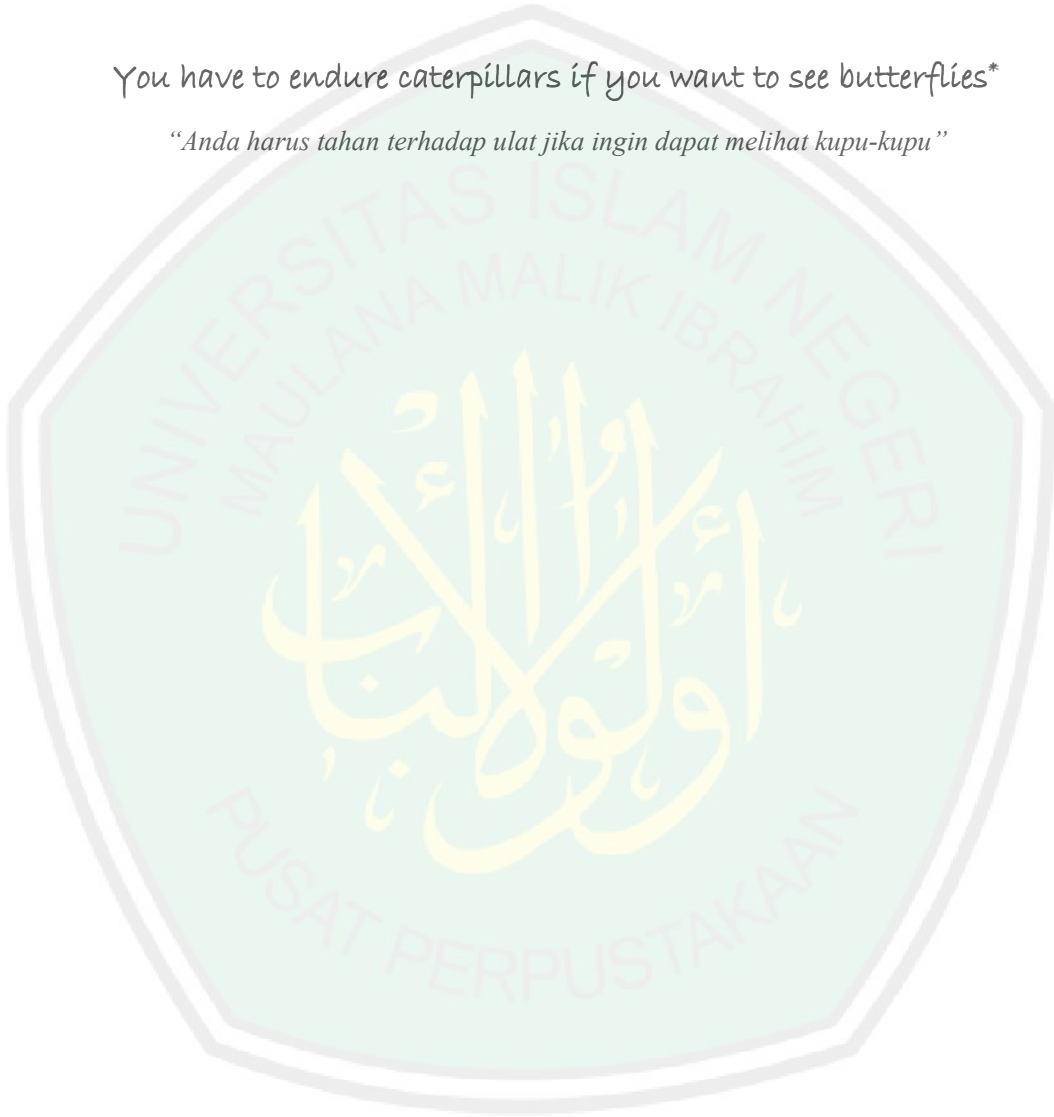 You have to endure caterpillars if you want to see butterflies*
“Anda harus tahan terhadap ulat jika ingin dapat melihat kupu-kupu”
UNIVERSITAS ISLAM NEGERI
MAULANA MALIK IBRAHIM
أولوا الألباب
PUSAT PERPUSTAKAAN